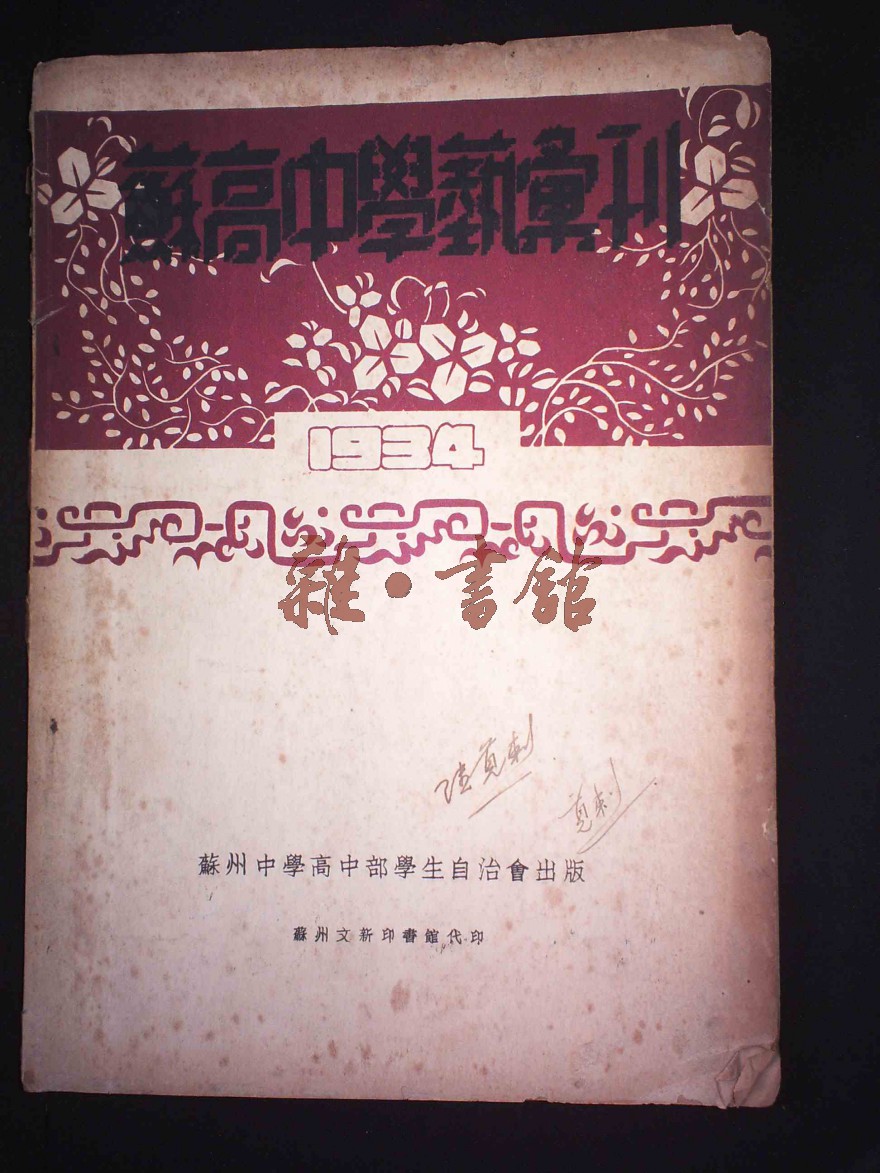 蘇高中學藝彙刊
1934
雜·書館
蘇州中學高中部學生自治會出版
蘇州文新印書館代印